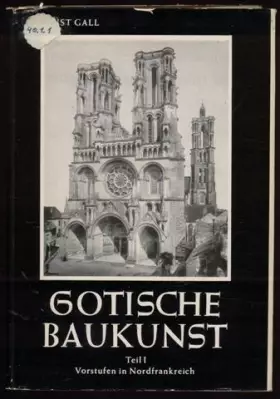 GALL
GOTISCHE
BAUKUNST
Teil I
Vorstufen in Nordfrankreich